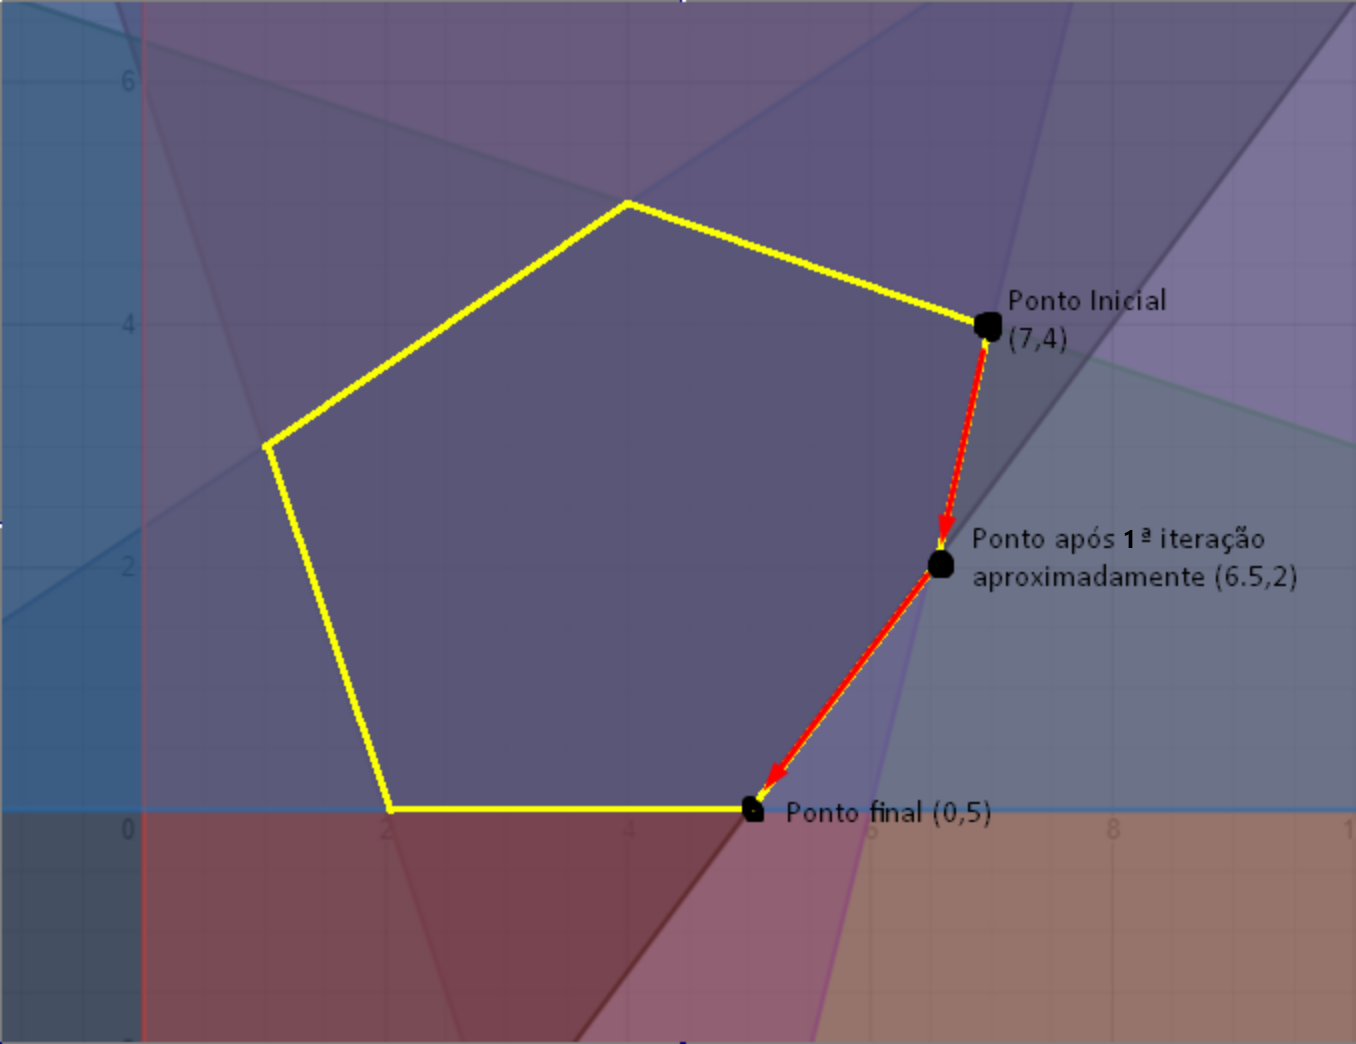 6
Ponto Inicial
4
(7,4)
Ponto após 1ª iteração
2
aproximadamente (6.5,2)
Ponto final (0,5)
0
2
4
6
8
1